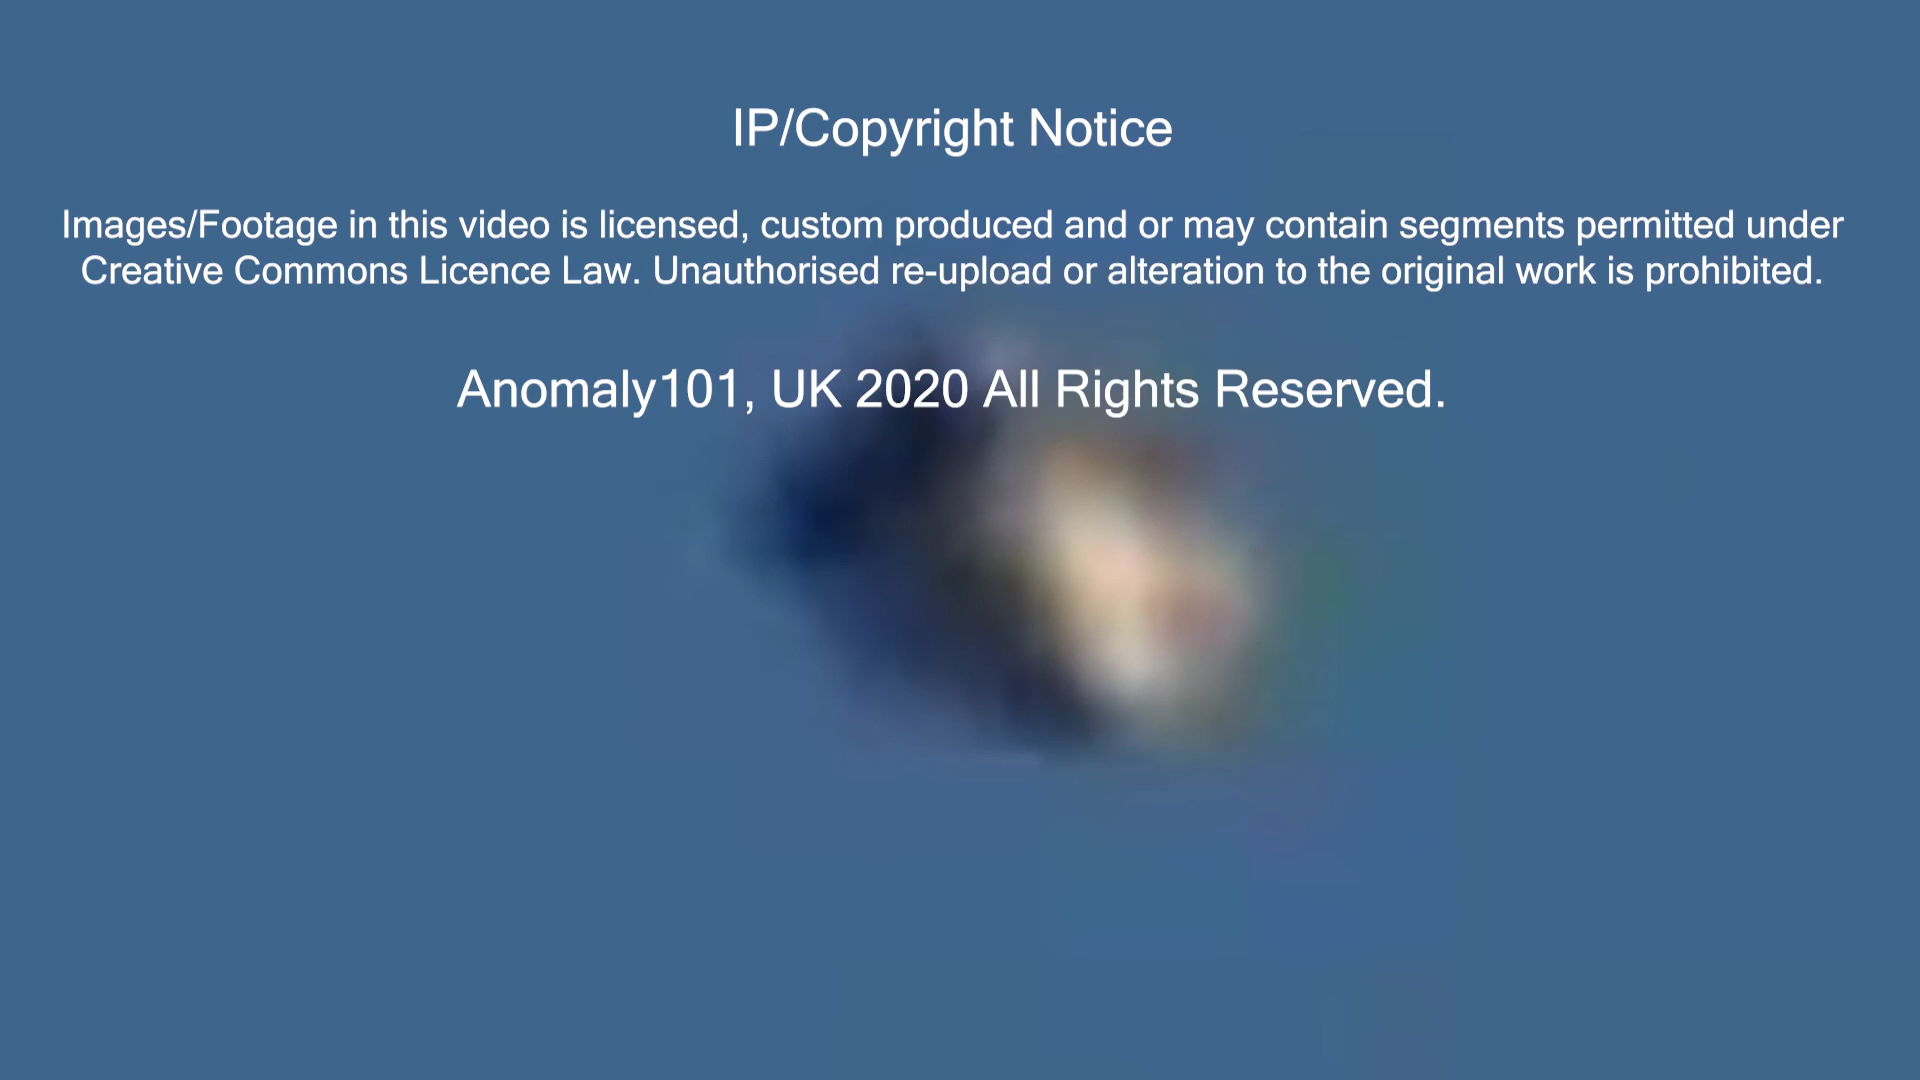 IP/Copyright Notice
Images/Footage in this video is licensed, custom produced and or may contain segments permitted under
Creative Commons Licence Law. Unauthorised re-upload or alteration to the original work is prohibited.
Anomaly101, UK 2020 All Rights Reserved.